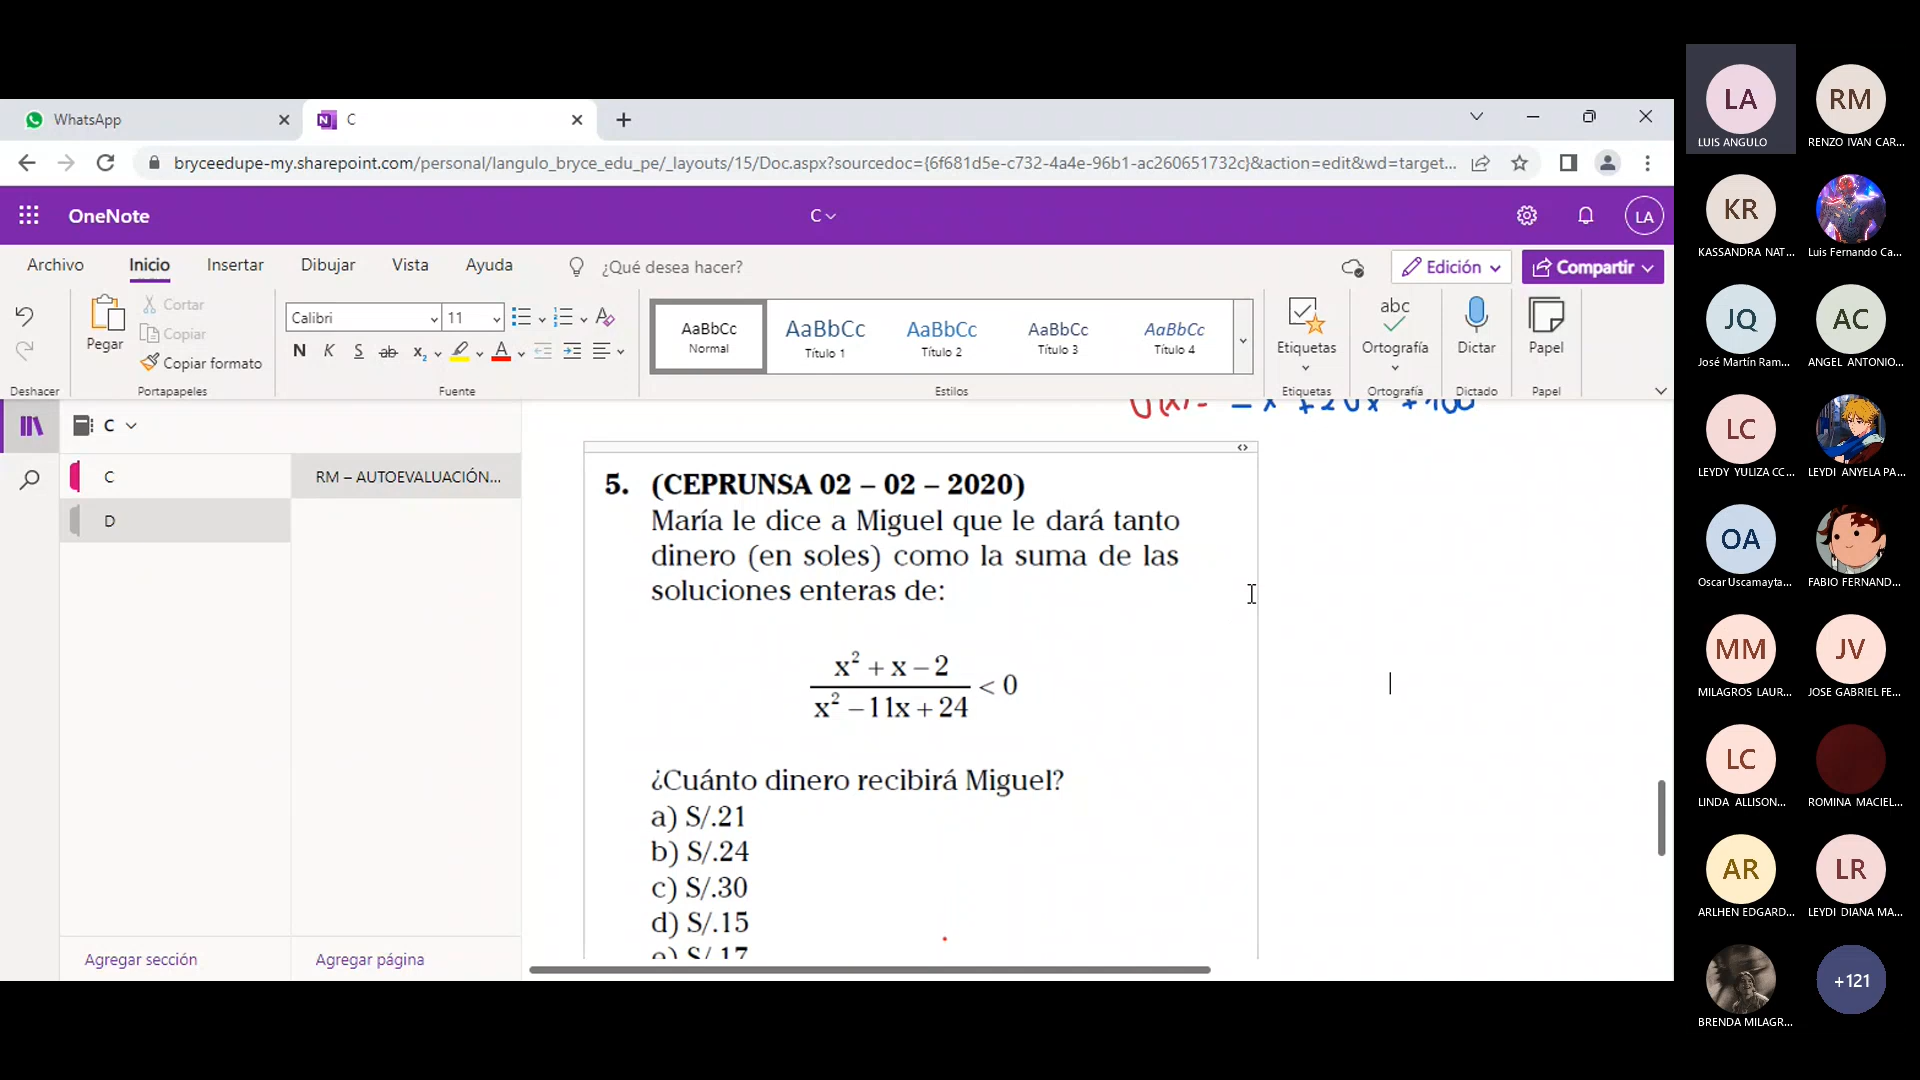 WhatsApp
C
bryceedupe-my.sharepoint.com/personal/langulo_bryce_edu_pe/_layouts/15/Doc.aspx?sourcedoc={6f681d5e-c732-4a4e-96b1-ac260651732c}&action=edit&wd=target...
OneNote
C
LA
Archivo Inicio Insertar Dibujar Vista Ayuda ¿Qué desea hacer? Edición Compartir
Pegar
Cortar
Copiar
Copiar formato
Calibri 11
N K S ab x₂ A
AaBbCc Normal
AaBbCc Título 1
AaBbCc Título 2
AaBbCc Título 3
AaBbCc Título 4
Etiquetas
abc Ortografía
Dictar
Papel
Deshacer Portapapeles Fuente Estilos Etiquetas Ortografía Dictado Papel
C
C
D
RM – AUTOEVALUACIÓN...
Agregar sección
Agregar página
5. (CEPRUNSA 02 – 02 – 2020)
María le dice a Miguel que le dará tanto
dinero (en soles) como la suma de las
soluciones enteras de:
x² + x – 2
x² – 11x + 24
< 0
¿Cuánto dinero recibirá Miguel?
a) S/.21
b) S/.24
c) S/.30
d) S/.15
e) S/.17
LA
LUIS ANGULO
RM
RENZO IVAN CAR...
KR
KASSANDRA NAT...
Luis Fernando Ca...
JQ
José Martín Ram...
AC
ANGEL ANTONIO...
LC
LEYDY YULIZA CC...
LEYDI ANYELA PA...
OA
Oscar Uscamayta...
FABIO FERNAND...
MM
MILAGROS LAUR...
JV
JOSE GABRIEL FE...
LC
LINDA ALLISON...
ROMINA MACIEL...
AR
ARLHEN EDGARD...
LR
LEYDI DIANA MA...
BRENDA MILAGR...
+121